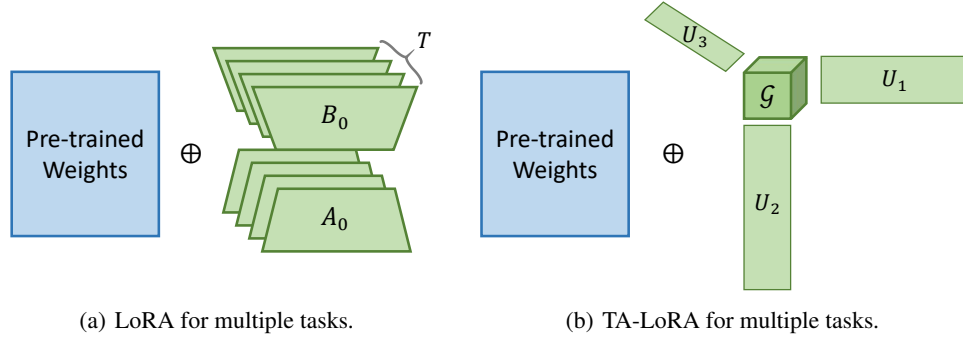 Pre-trained
Weights
⊕
T
B₀
A₀
(a) LoRA for multiple tasks.
Pre-trained
Weights
⊕
U₃
𝒢
U₁
U₂
(b) TA-LoRA for multiple tasks.